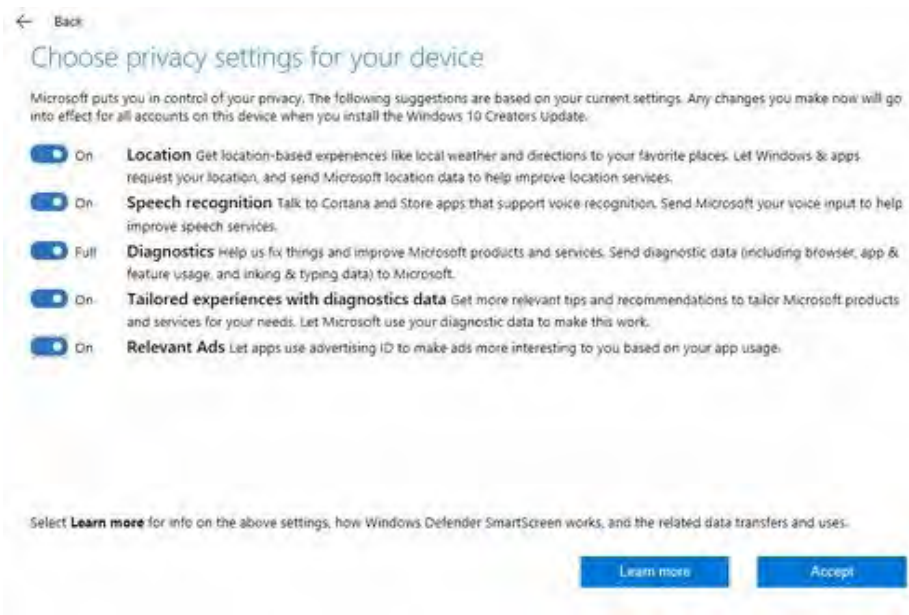 Back
Choose privacy settings for your device
Microsoft puts you in control of your privacy. The following suggestions are based on your current settings. Any changes you make now will go
into effect for all accounts on this device when you install the Windows 10 Creators Update.
On Location Get location-based experiences like local weather and directions to your favorite places. Let Windows & apps
request your location, and send Microsoft location data to help improve location services.
On Speech recognition Talk to Cortana and Store apps that support voice recognition. Send Microsoft your voice input to help
improve speech services.
Full Diagnostics Help us fix things and improve Microsoft products and services. Send diagnostic data (including browser, app &
feature usage, and inking & typing data) to Microsoft.
On Tailored experiences with diagnostics data Get more relevant tips and recommendations to tailor Microsoft products
and services for your needs. Let Microsoft use your diagnostic data to make this work.
On Relevant Ads Let apps use advertising ID to make ads more interesting to you based on your app usage.
Select Learn more for info on the above settings, how Windows Defender SmartScreen works, and the related data transfers and uses.
Learn more Accept